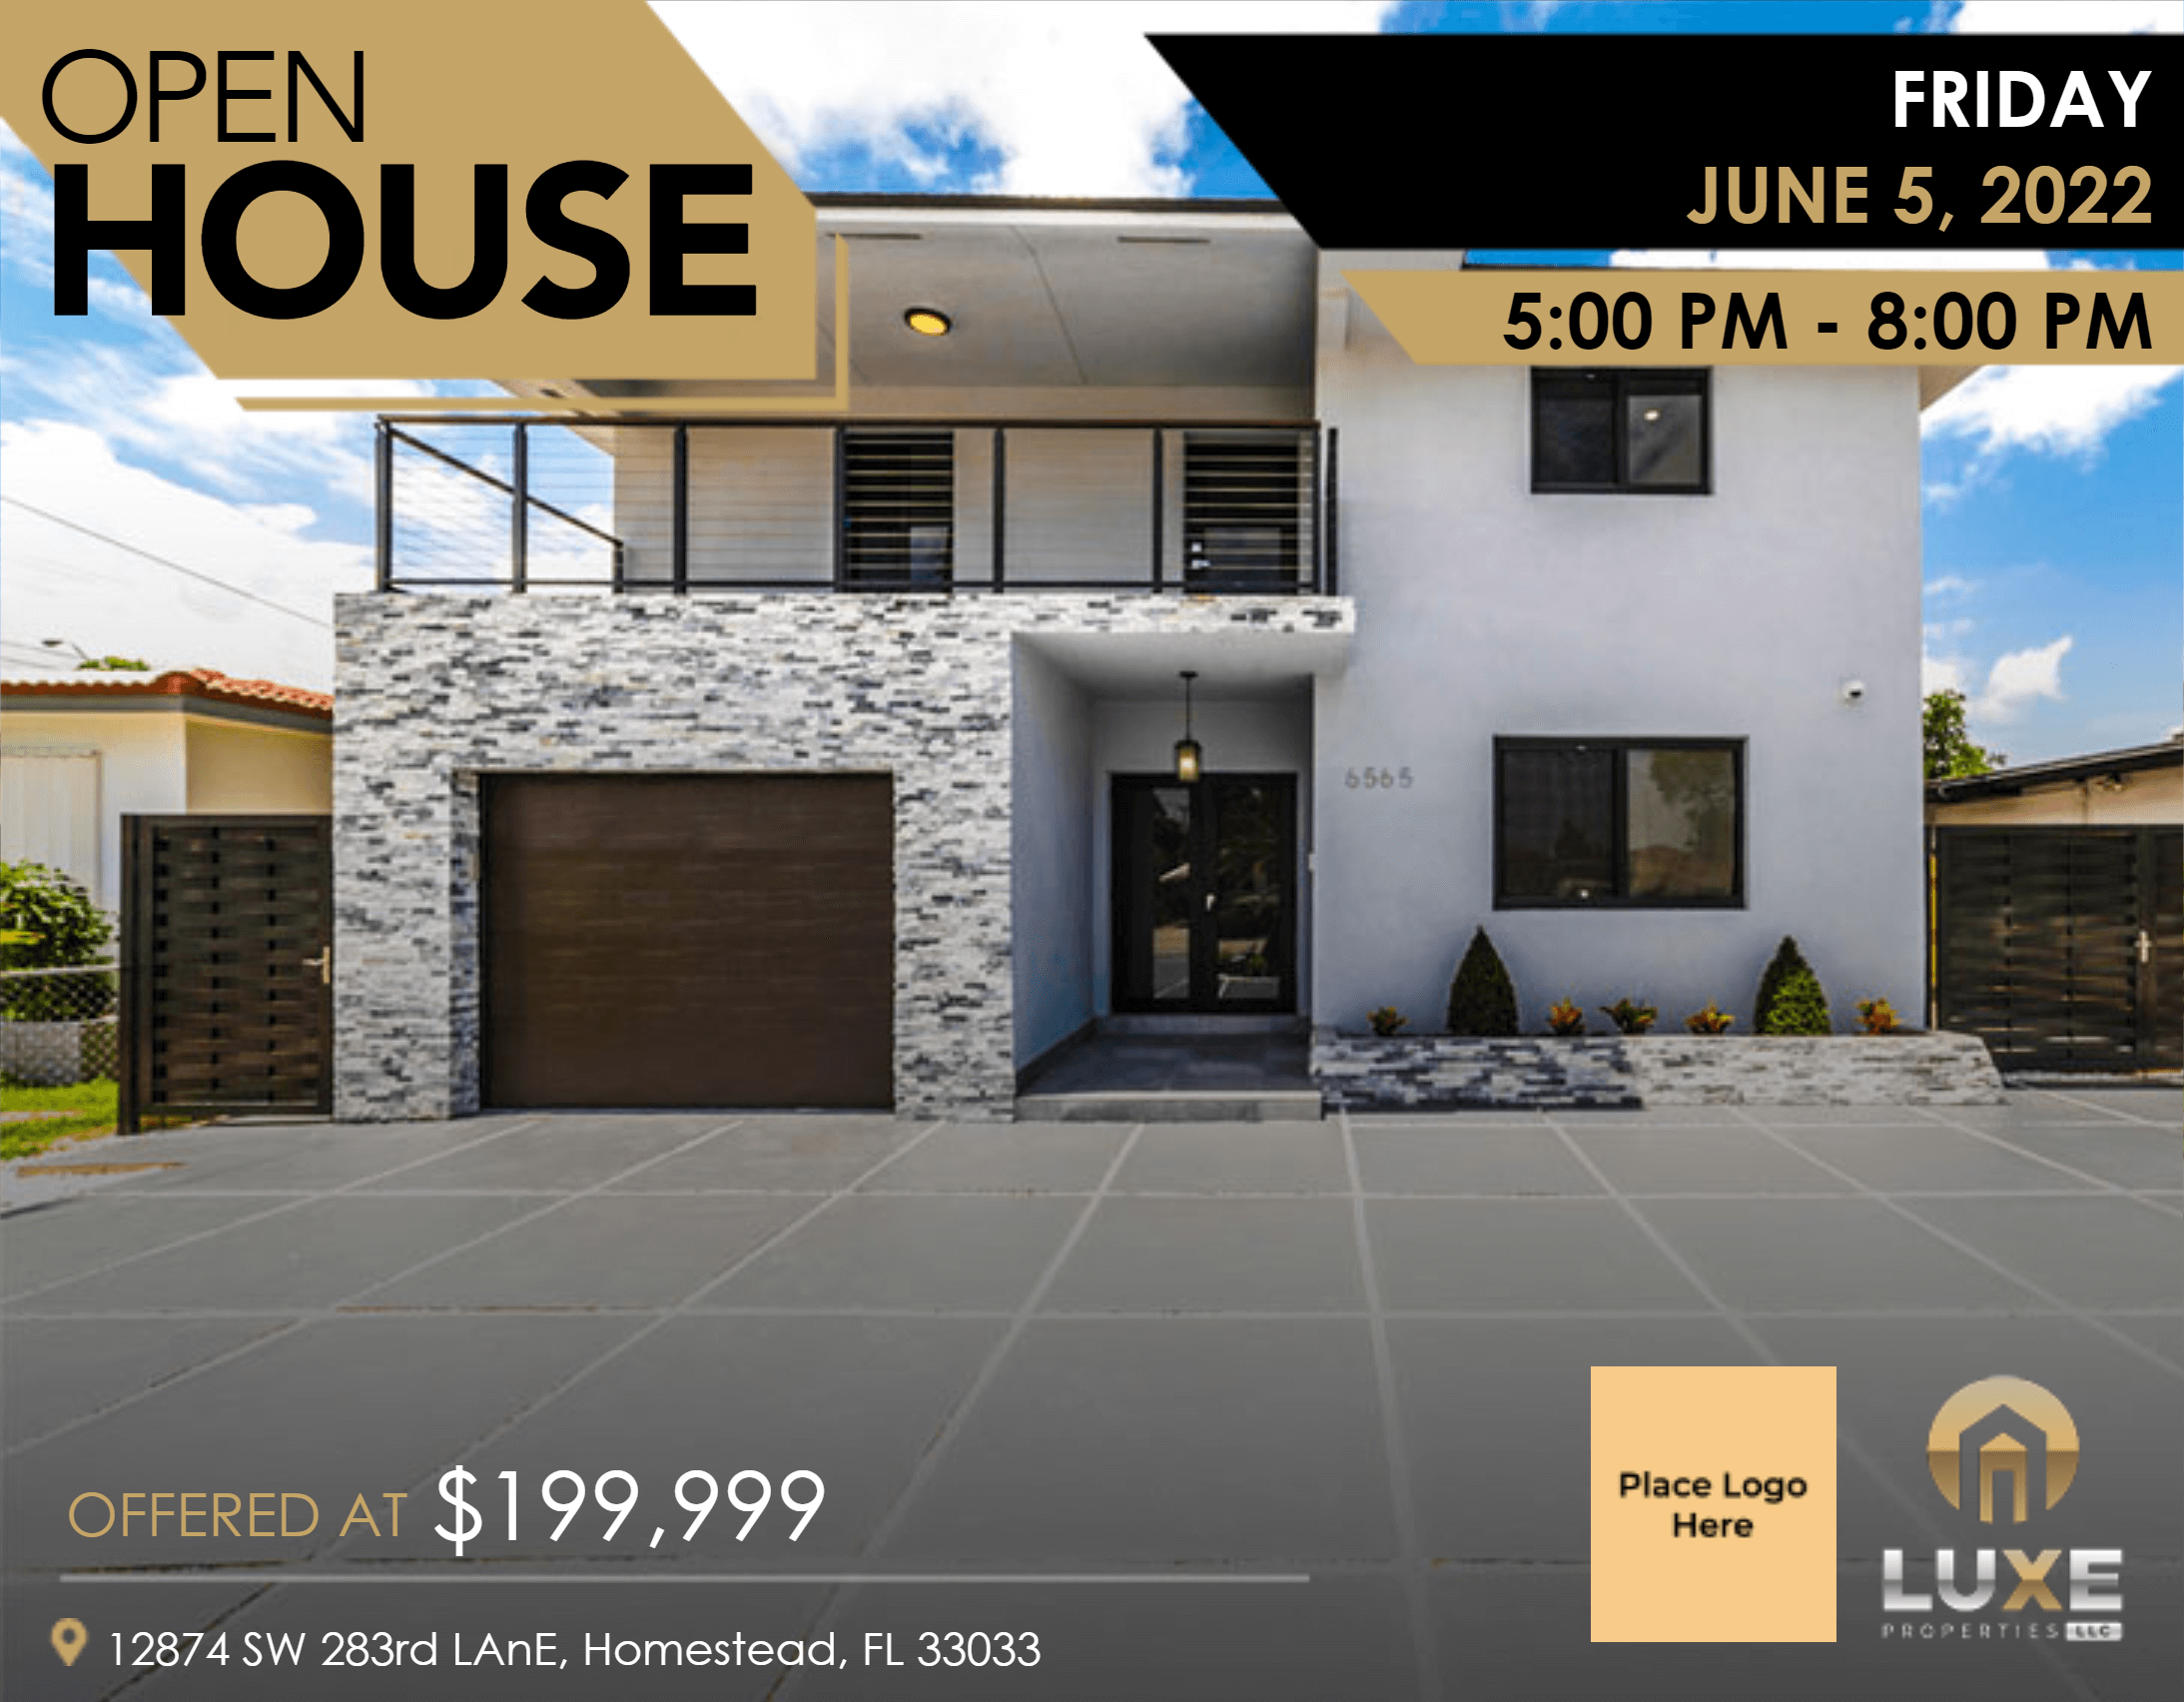 OPEN
HOUSE
FRIDAY
JUNE 5, 2022
5:00 PM - 8:00 PM
6565
OFFERED AT $199,999
12874 SW 283rd LAnE, Homestead, FL 33033
Place Logo
Here
LUXE
PROPERTIES LLC